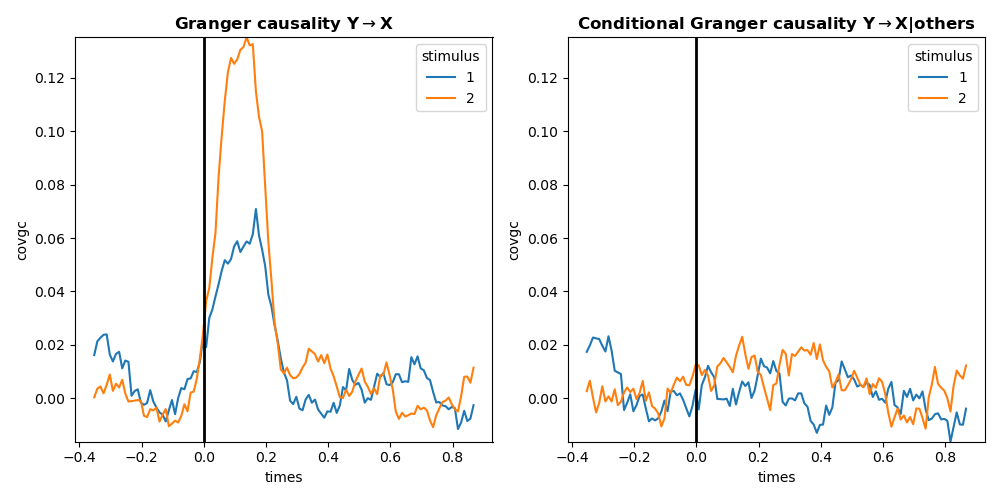 Granger causality Y→X
stimulus
1
2
0.12
0.10
0.08
0.06
0.04
0.02
0.00
covgc
−0.4 −0.2 0.0 0.2 0.4 0.6 0.8
times
Conditional Granger causality Y→X|others
stimulus
1
2
0.12
0.10
0.08
0.06
0.04
0.02
0.00
covgc
−0.4 −0.2 0.0 0.2 0.4 0.6 0.8
times